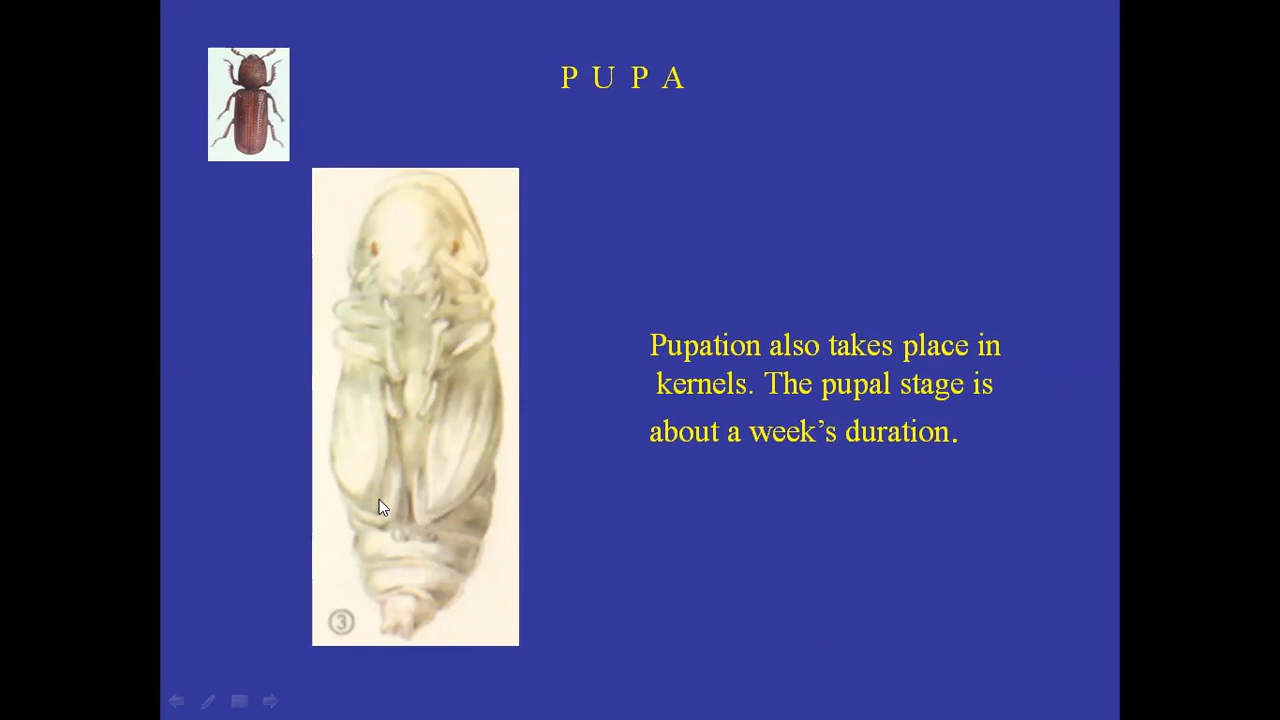 P U P A
Pupation also takes place in
kernels. The pupal stage is
about a week’s duration.
3